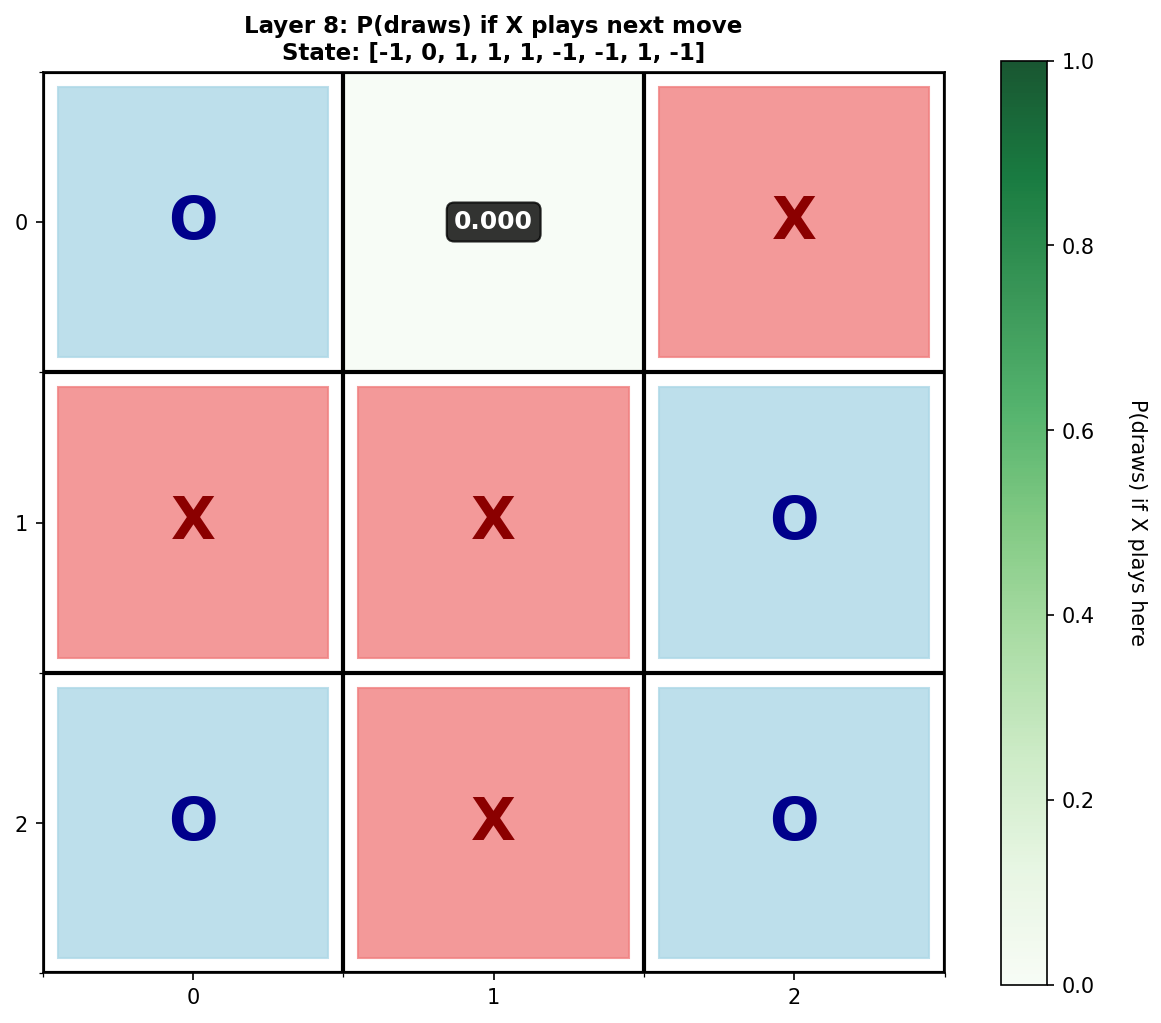 Layer 8: P(draws) if X plays next move
State: [-1, 0, 1, 1, 1, -1, -1, 1, -1]
O
0.000
X
X
X
O
O
X
O
0
1
2
0
1
2
1.0
0.8
0.6
0.4
0.2
0.0
P(draws) if X plays here